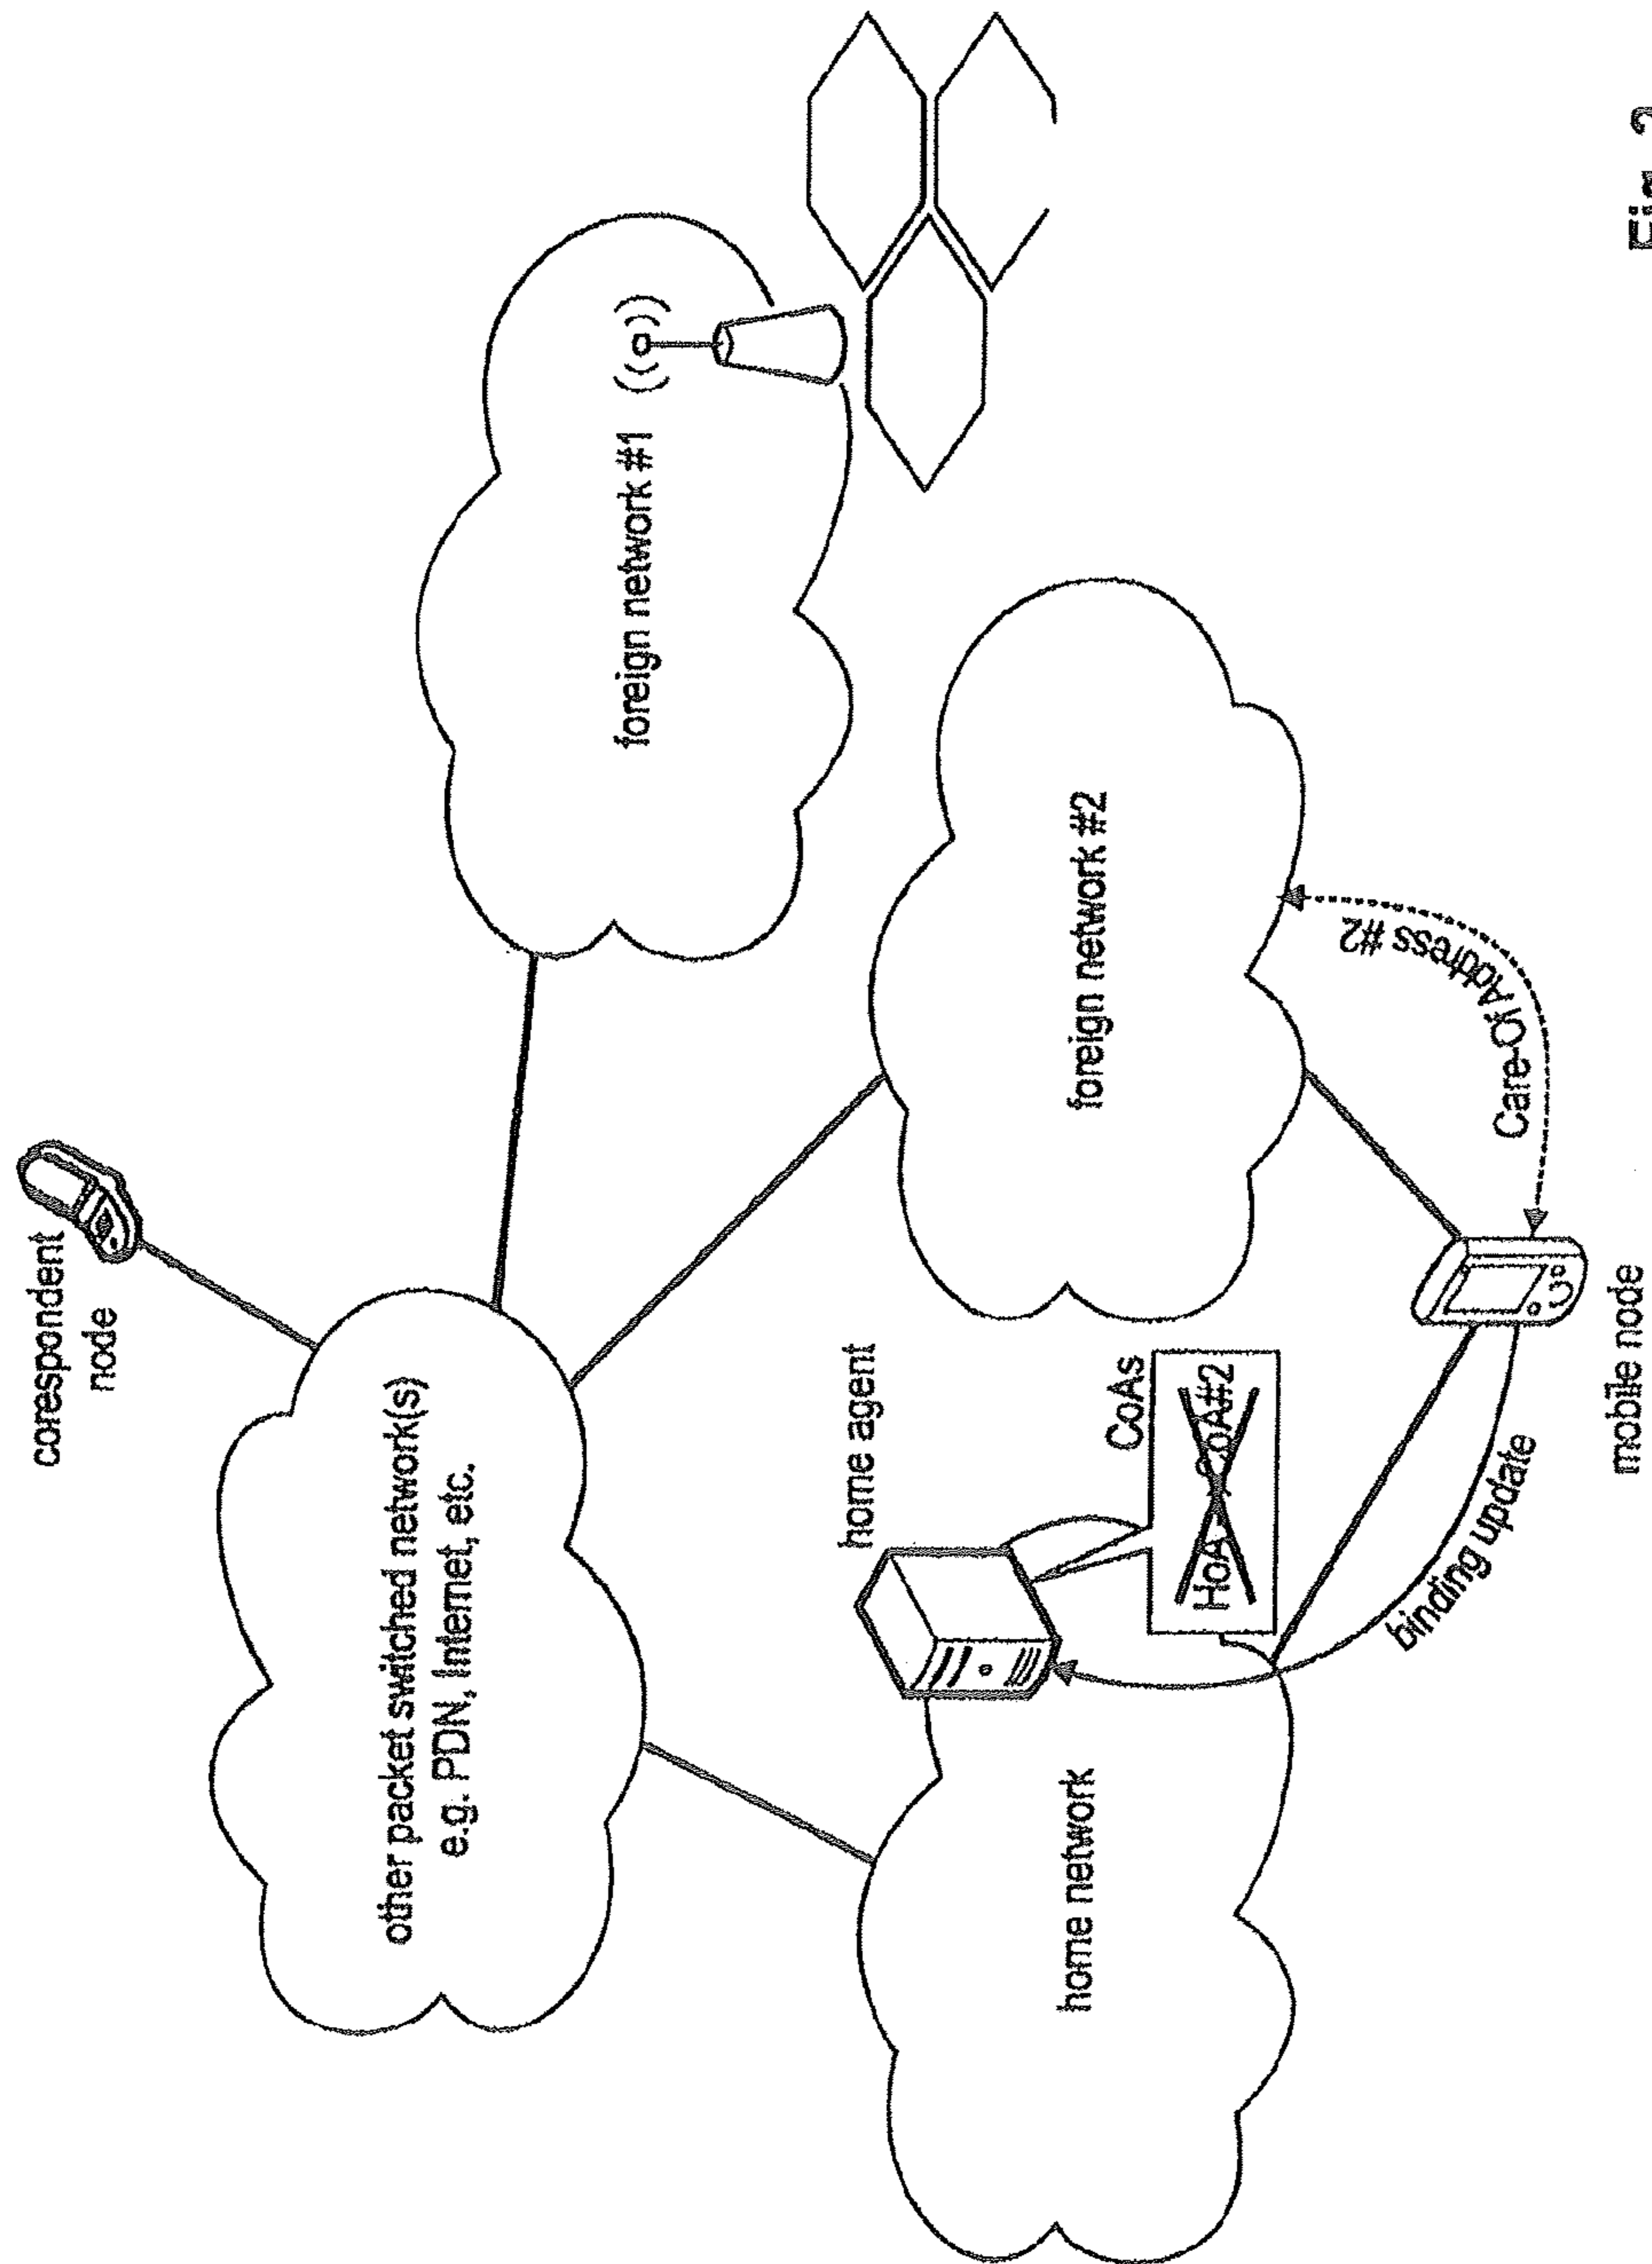 corespondent
node
other packet switched network(s)
e.g. PDN, Internet, etc.
foreign network #1
home agent
CoAs
HoA - CoA#2
foreign network #2
home network
Care-Of Address #2
binding update
mobile node